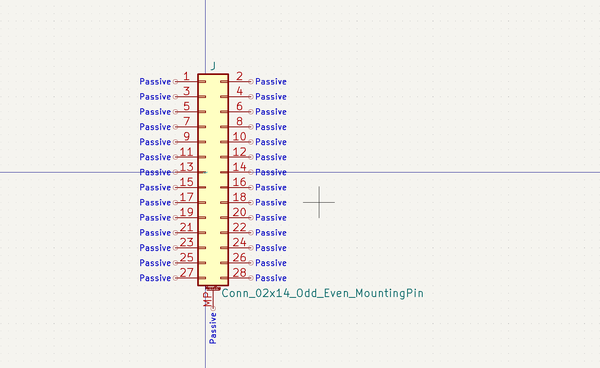 J
Passive 1 2 Passive
Passive 3 4 Passive
Passive 5 6 Passive
Passive 7 8 Passive
Passive 9 10 Passive
Passive 11 12 Passive
Passive 13 14 Passive
Passive 15 16 Passive
Passive 17 18 Passive
Passive 19 20 Passive
Passive 21 22 Passive
Passive 23 24 Passive
Passive 25 26 Passive
Passive 27 28 Passive
MP Conn_02x14_Odd_Even_MountingPin
Passive